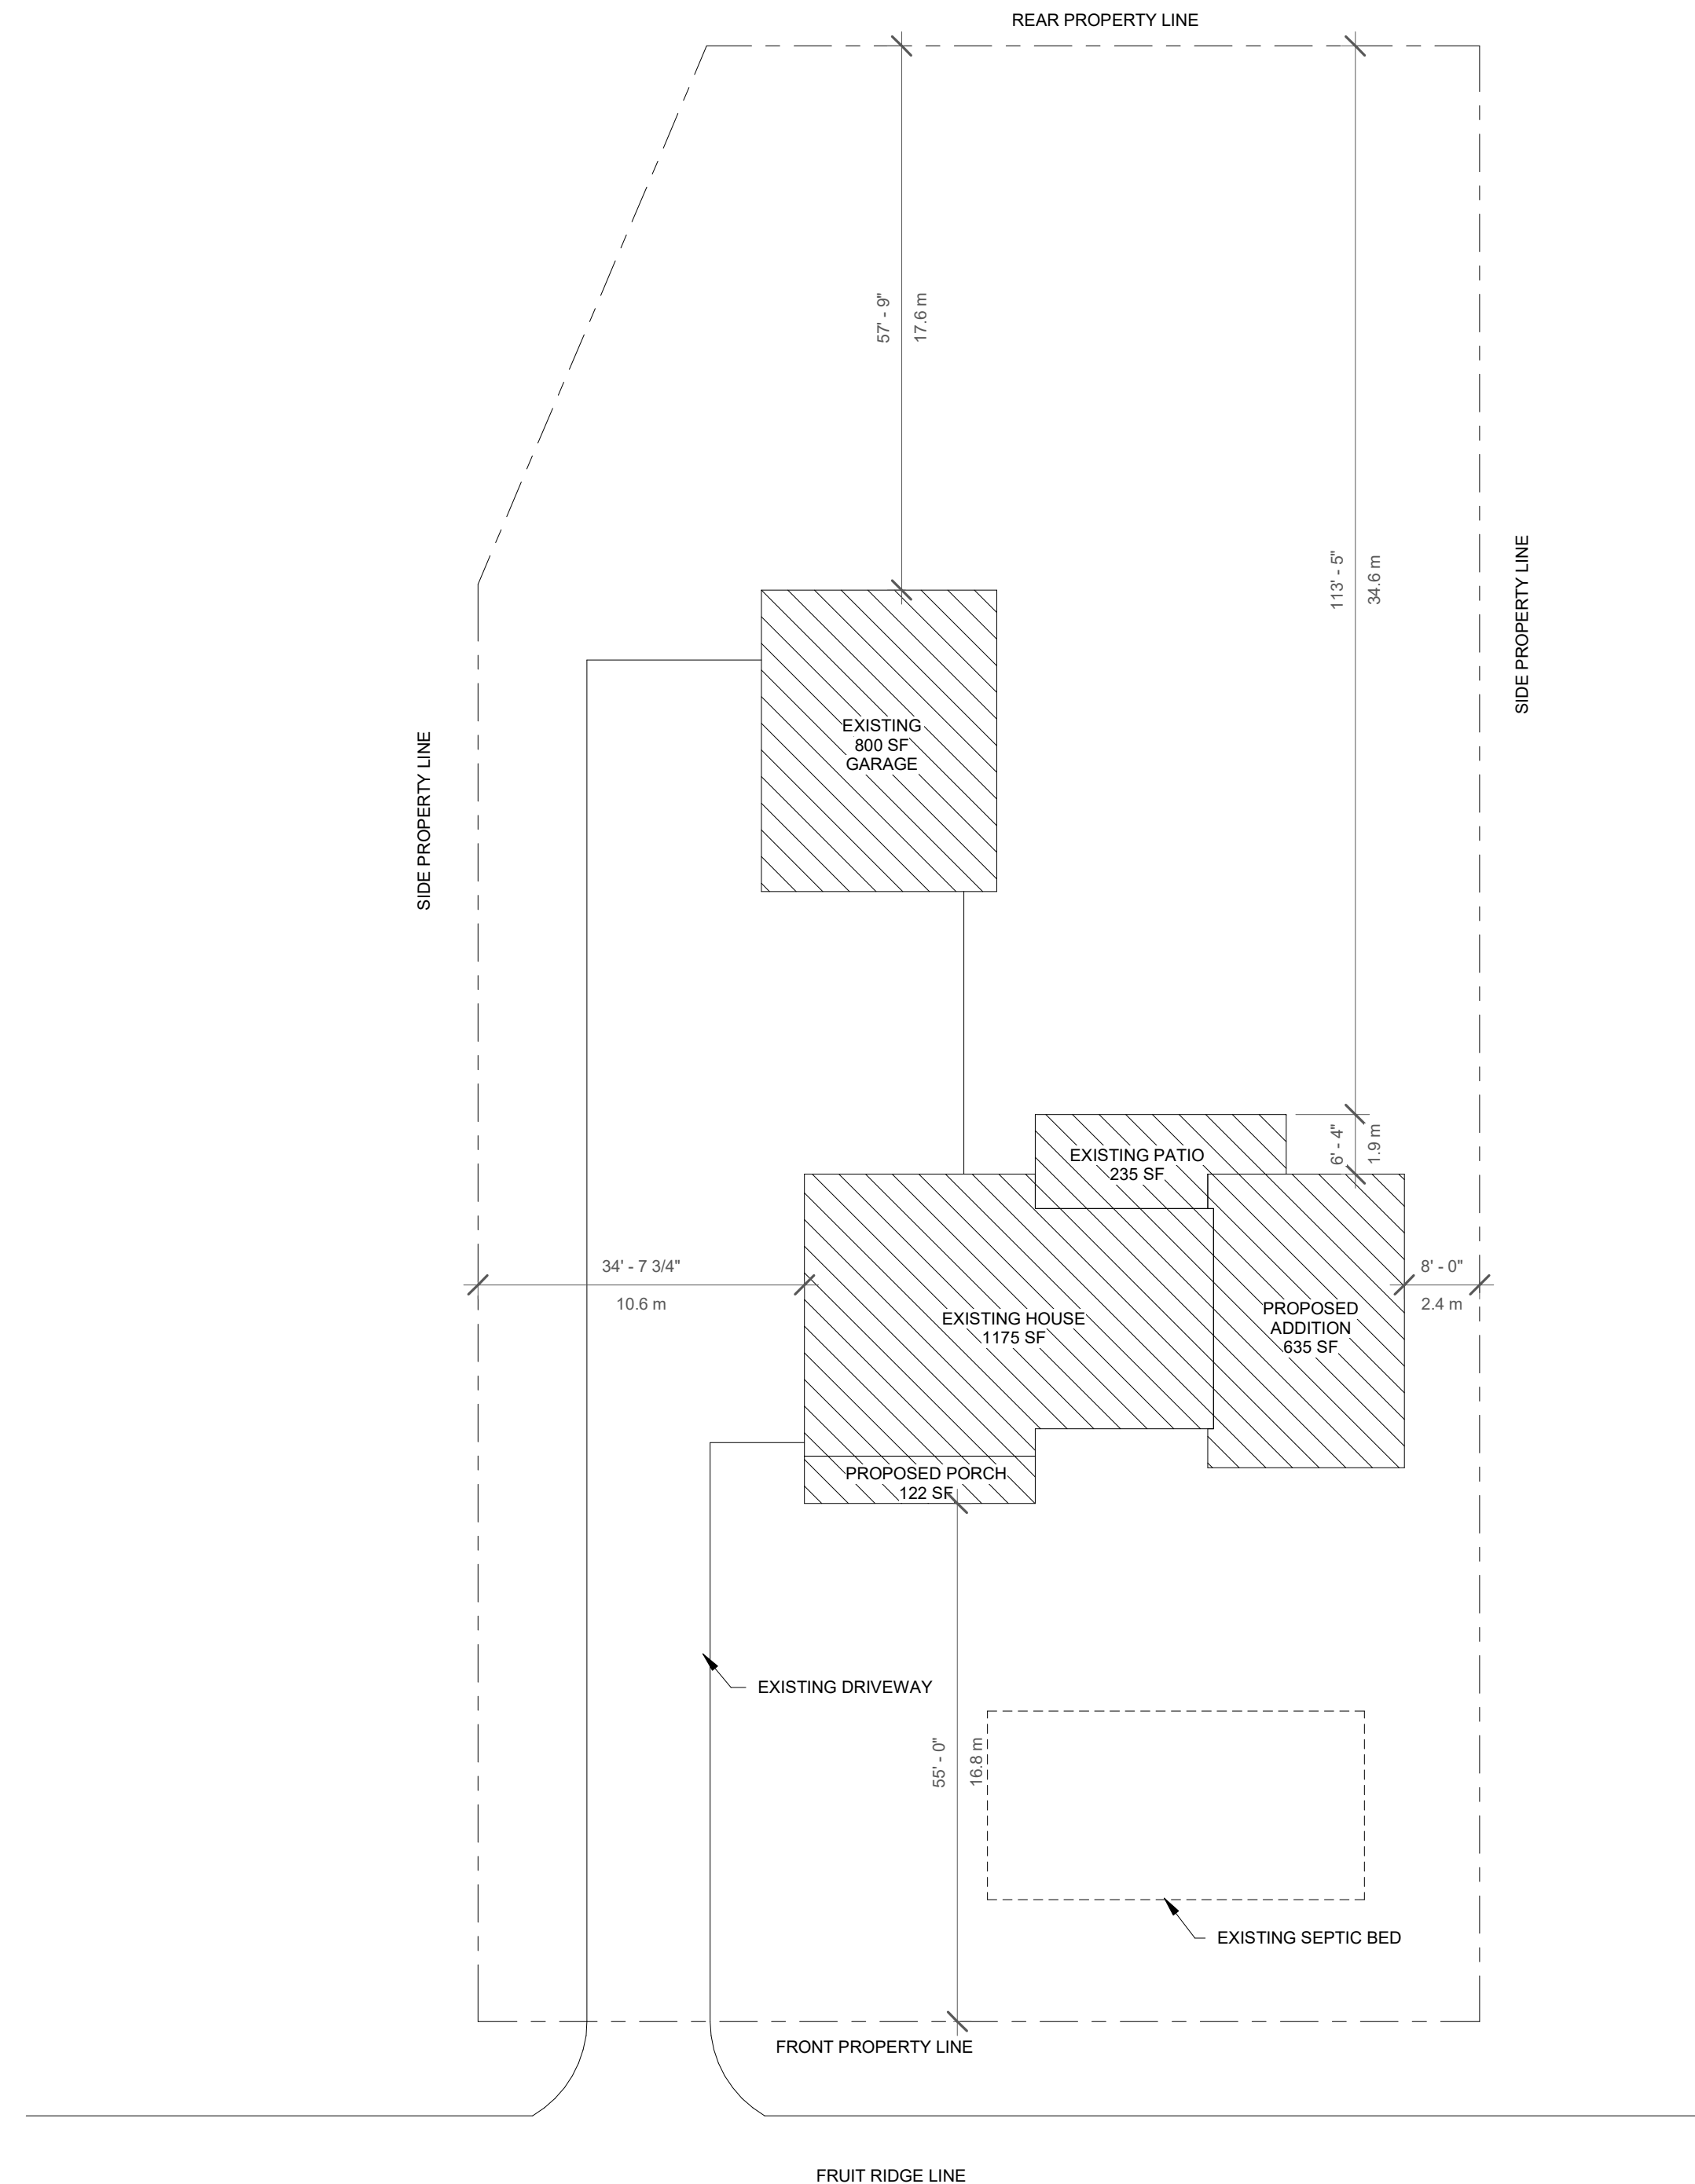 REAR PROPERTY LINE
57' - 9"
17.6 m
113' - 5"
34.6 m
SIDE PROPERTY LINE
EXISTING
800 SF
GARAGE
SIDE PROPERTY LINE
6' - 4"
1.9 m
EXISTING PATIO
235 SF
34' - 7 3/4"
10.6 m
8' - 0"
2.4 m
EXISTING HOUSE
1175 SF
PROPOSED
ADDITION
635 SF
PROPOSED PORCH
122 SF
EXISTING DRIVEWAY
55' - 0"
16.8 m
EXISTING SEPTIC BED
FRONT PROPERTY LINE
FRUIT RIDGE LINE